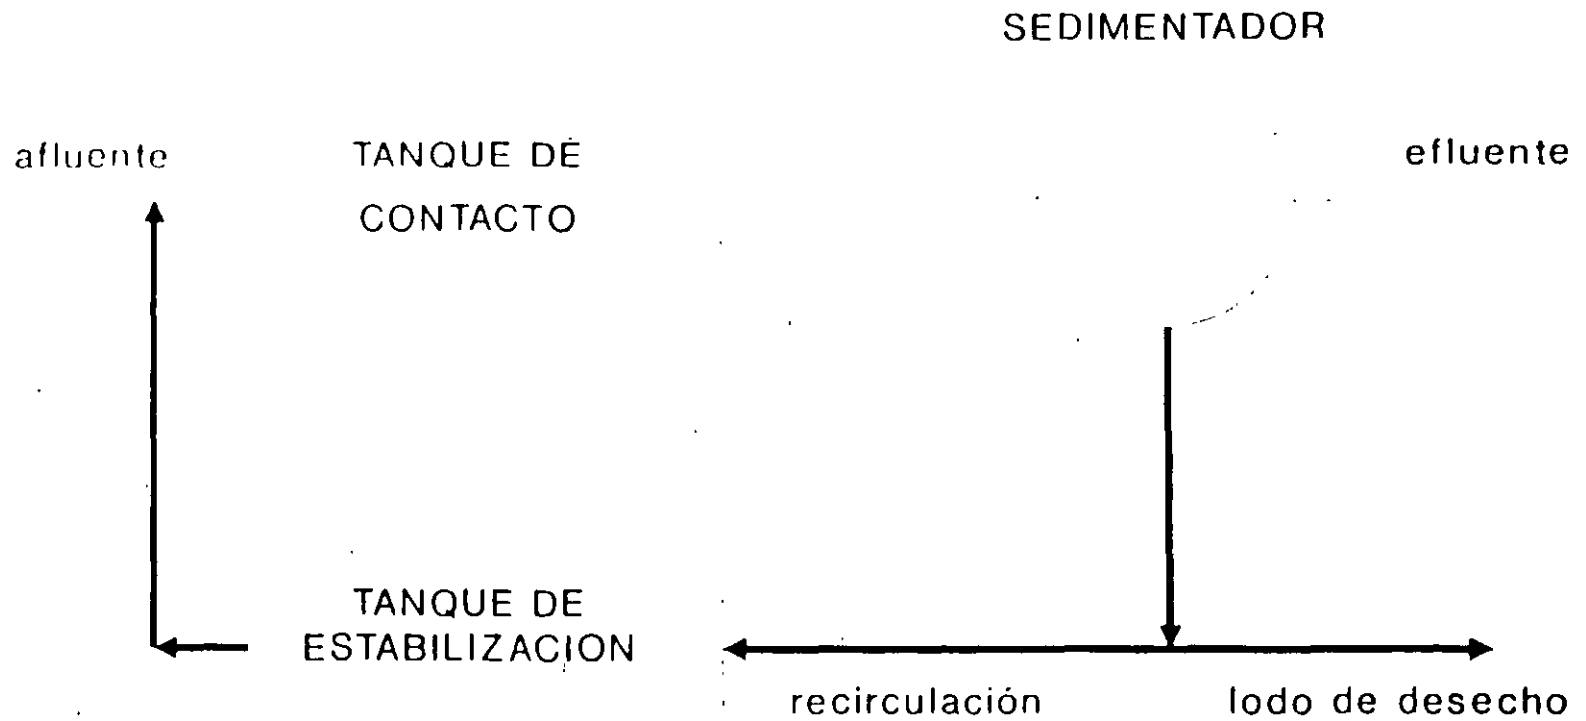 SEDIMENTADOR
afluente
TANQUE DE
CONTACTO
efluente
TANQUE DE
ESTABILIZACION
recirculación
lodo de desecho